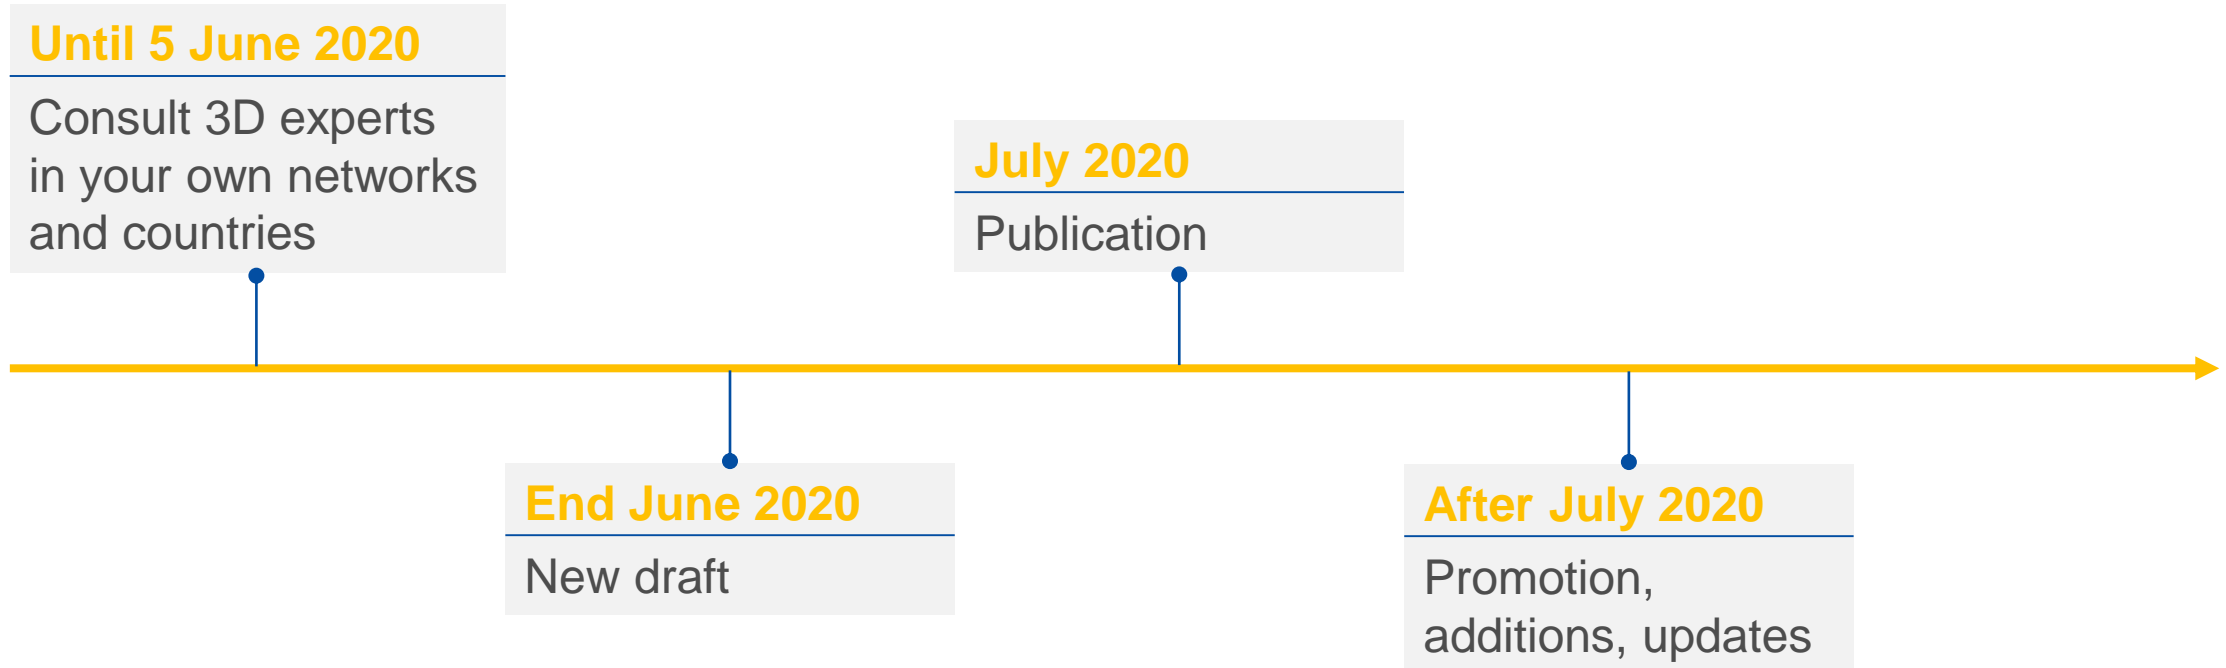 Until 5 June 2020
Consult 3D experts
in your own networks
and countries
End June 2020
New draft
July 2020
Publication
After July 2020
Promotion,
additions, updates